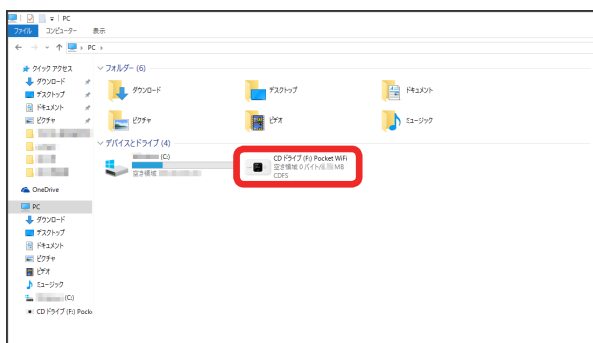 PC
ファイル コンピューター 表示
PC
クイック アクセス
ダウンロード
デスクトップ
ドキュメント
ピクチャ
OneDrive
PC
ダウンロード
デスクトップ
ドキュメント
ピクチャ
ビデオ
ミュージック
(C:)
CD ドライブ (F:) Pocke
フォルダー (6)
ダウンロード デスクトップ ドキュメント
ピクチャ ビデオ ミュージック
デバイスとドライブ (4)
(C:)
空き領域
CD ドライブ (F:) Pocket WiFi
空き領域 0 バイト/ MB
CDFS